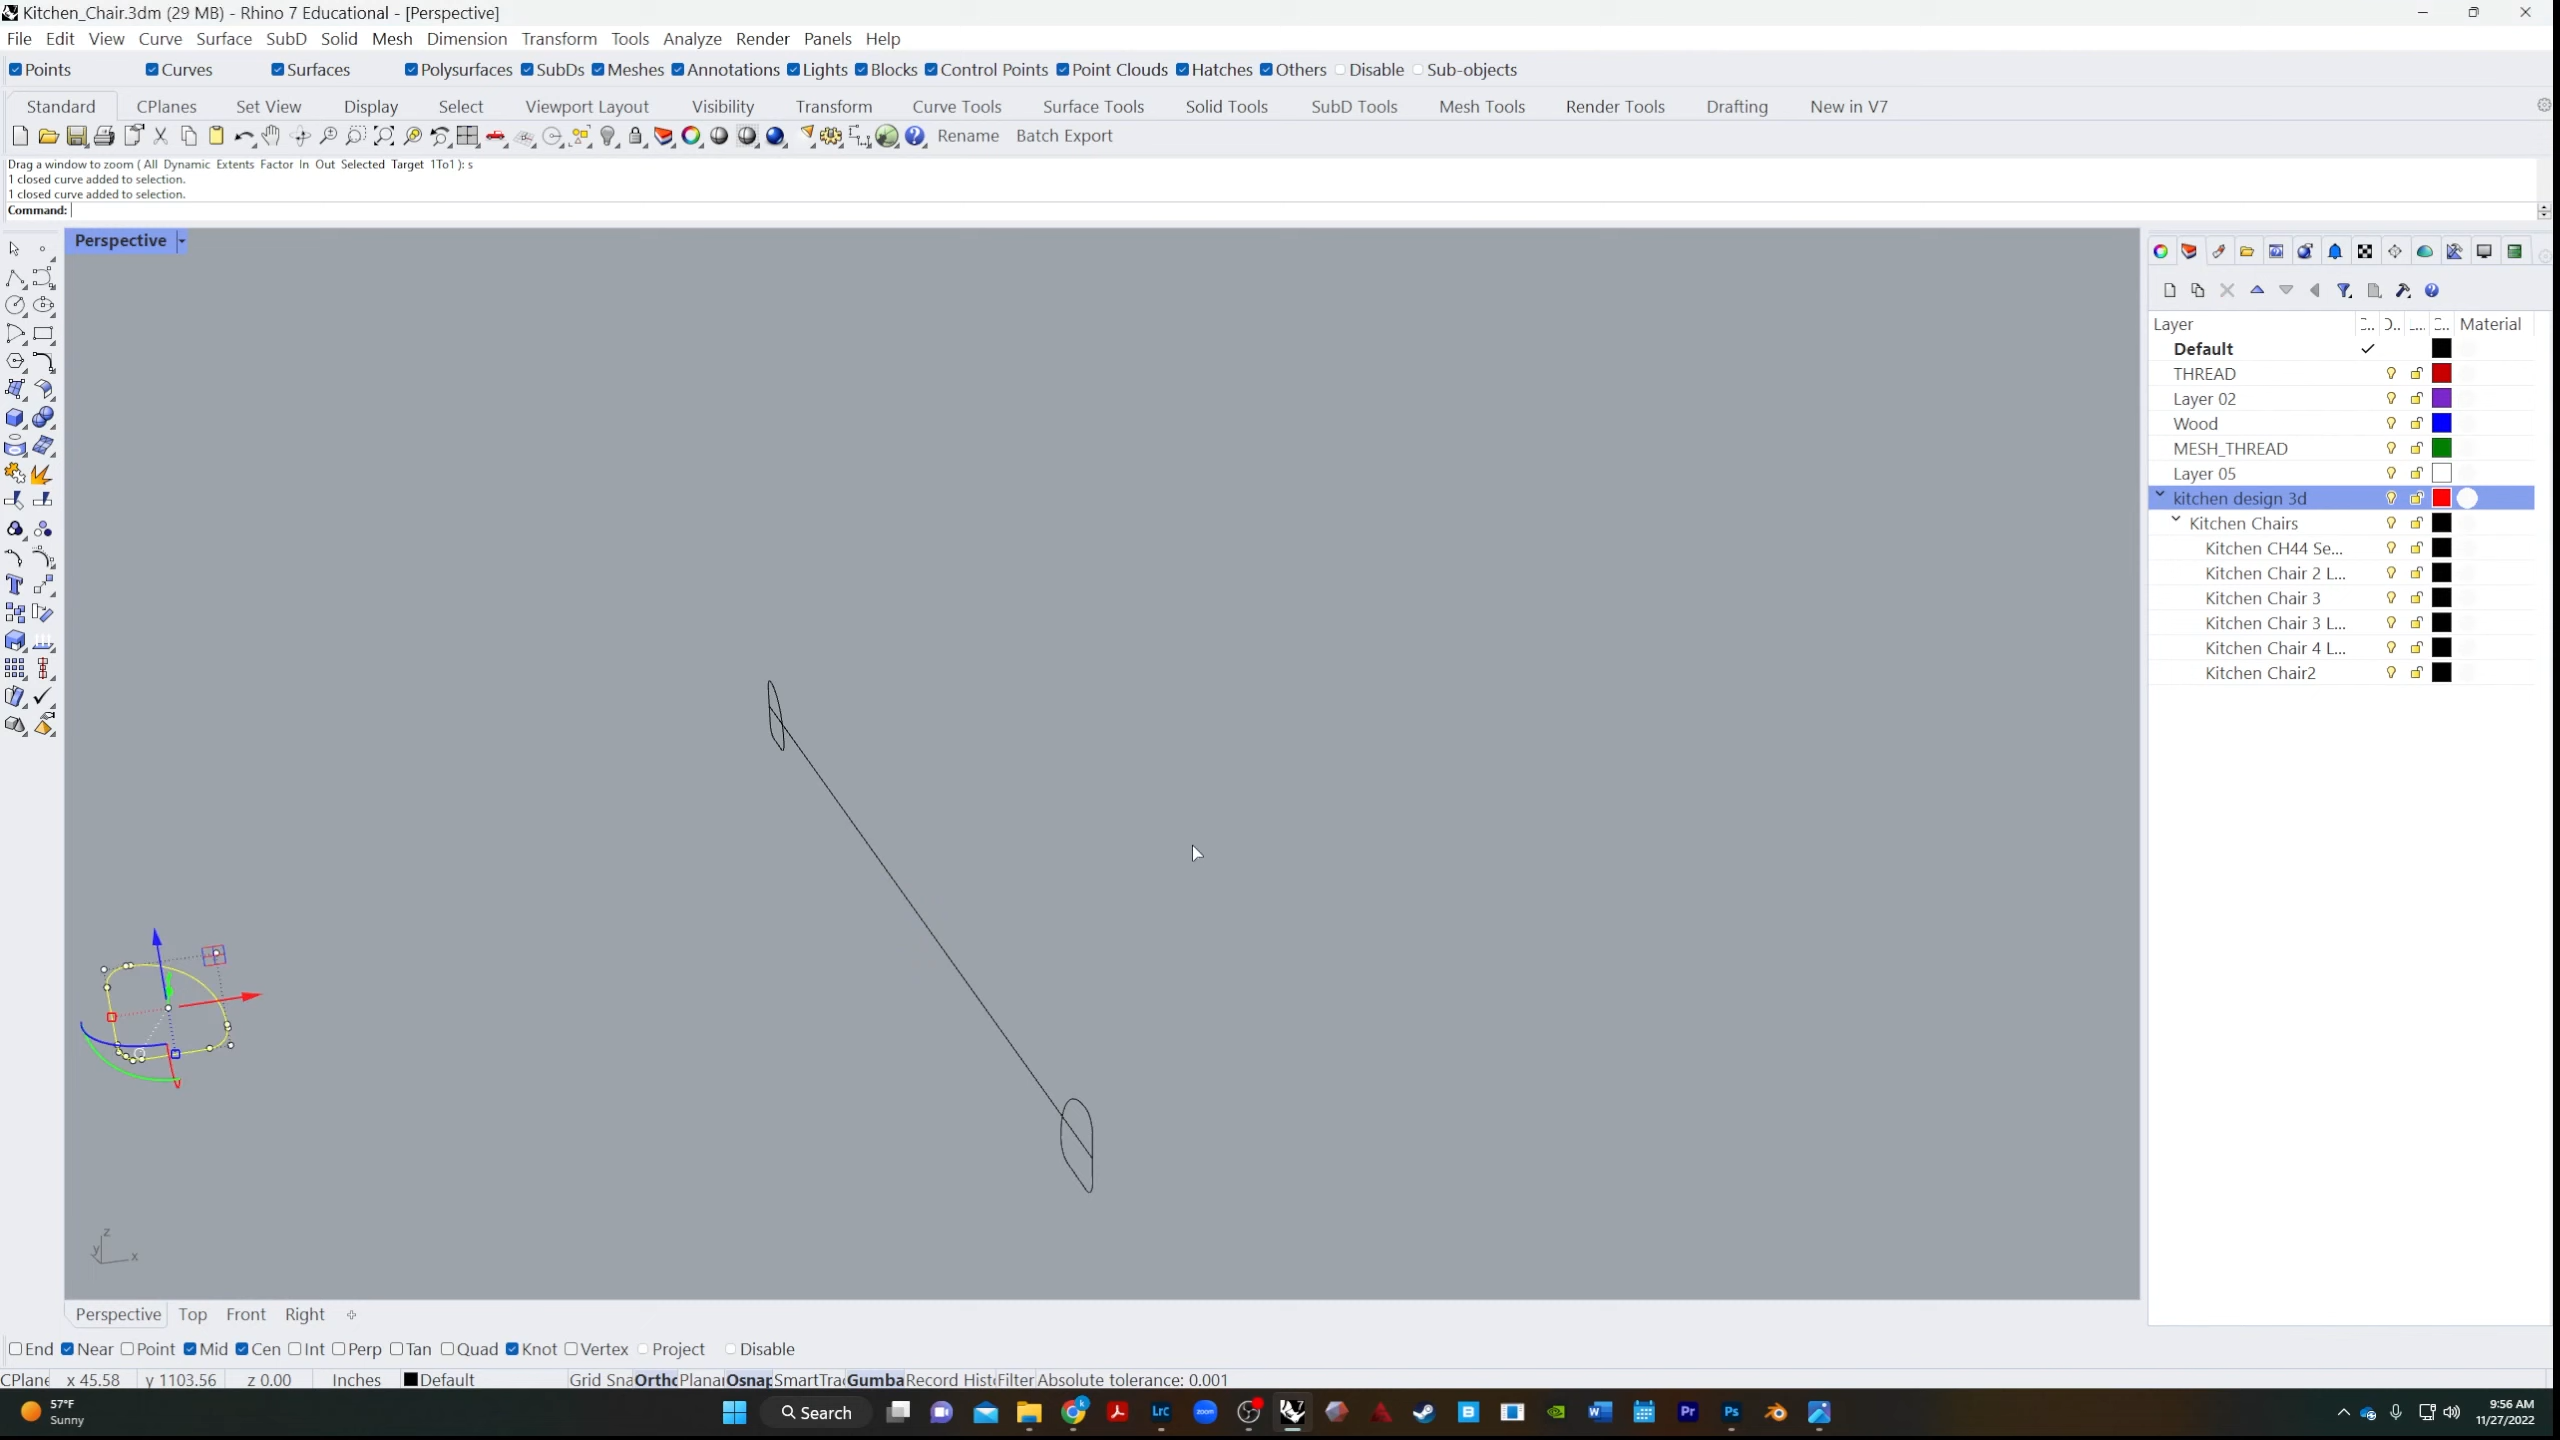 Kitchen_Chair.3dm (29 MB) - Rhino 7 Educational - [Perspective]
File Edit View Curve Surface SubD Solid Mesh Dimension Transform Tools Analyze Render Panels Help
Points Curves Surfaces Polysurfaces SubDs Meshes Annotations Lights Blocks Control Points Point Clouds Hatches Others Disable Sub-objects
Standard CPlanes Set View Display Select Viewport Layout Visibility Transform Curve Tools Surface Tools Solid Tools SubD Tools Mesh Tools Render Tools Drafting New in V7
Rename Batch Export
Drag a window to zoom ( All Dynamic Extents Factor In Out Selected Target 1To1 ): s
1 closed curve added to selection.
1 closed curve added to selection.
Command:
Perspective
Layer Material
Default
THREAD
Layer 02
Wood
MESH_THREAD
Layer 05
kitchen design 3d
Kitchen Chairs
Kitchen CH44 Se...
Kitchen Chair 2 L...
Kitchen Chair 3
Kitchen Chair 3 L...
Kitchen Chair 4 L...
Kitchen Chair2
z
y x
Perspective Top Front Right
End Near Point Mid Cen Int Perp Tan Quad Knot Vertex Project Disable
CPlane x 45.58 y 1103.56 z 0.00 Inches Default Grid Sna Ortho Planar Osnap SmartTra Gumba Record Hist Filter Absolute tolerance: 0.001
57°F
Sunny
Search
9:56 AM
11/27/2022